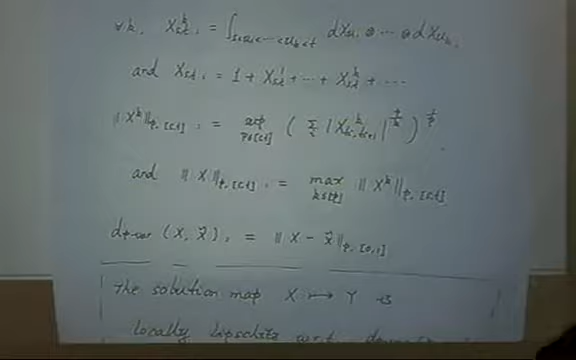 ∀k, X^k_{s,t} := ∫_{s<u_1<⋯<u_k<t} dX_{u_1} ⊗ ⋯ ⊗ dX_{u_k}
and X_{s,t} := 1 + X^1_{s,t} + ⋯ + X^k_{s,t} + ⋯
‖X^k‖_{p,[s,t]} := sup_{P∈[s,t]} ( Σ_i |X^k_{t_i,t_{i+1}}|^{p/k} )^{k/p}
and ‖X‖_{p,[s,t]} := max_{k≤[p]} ‖X^k‖_{p,[s,t]}
d_{p-var}(X, X̃) := ‖X − X̃‖_{p,[0,1]}
The solution map X ↦ Y is
locally Lipschitz w.r.t.